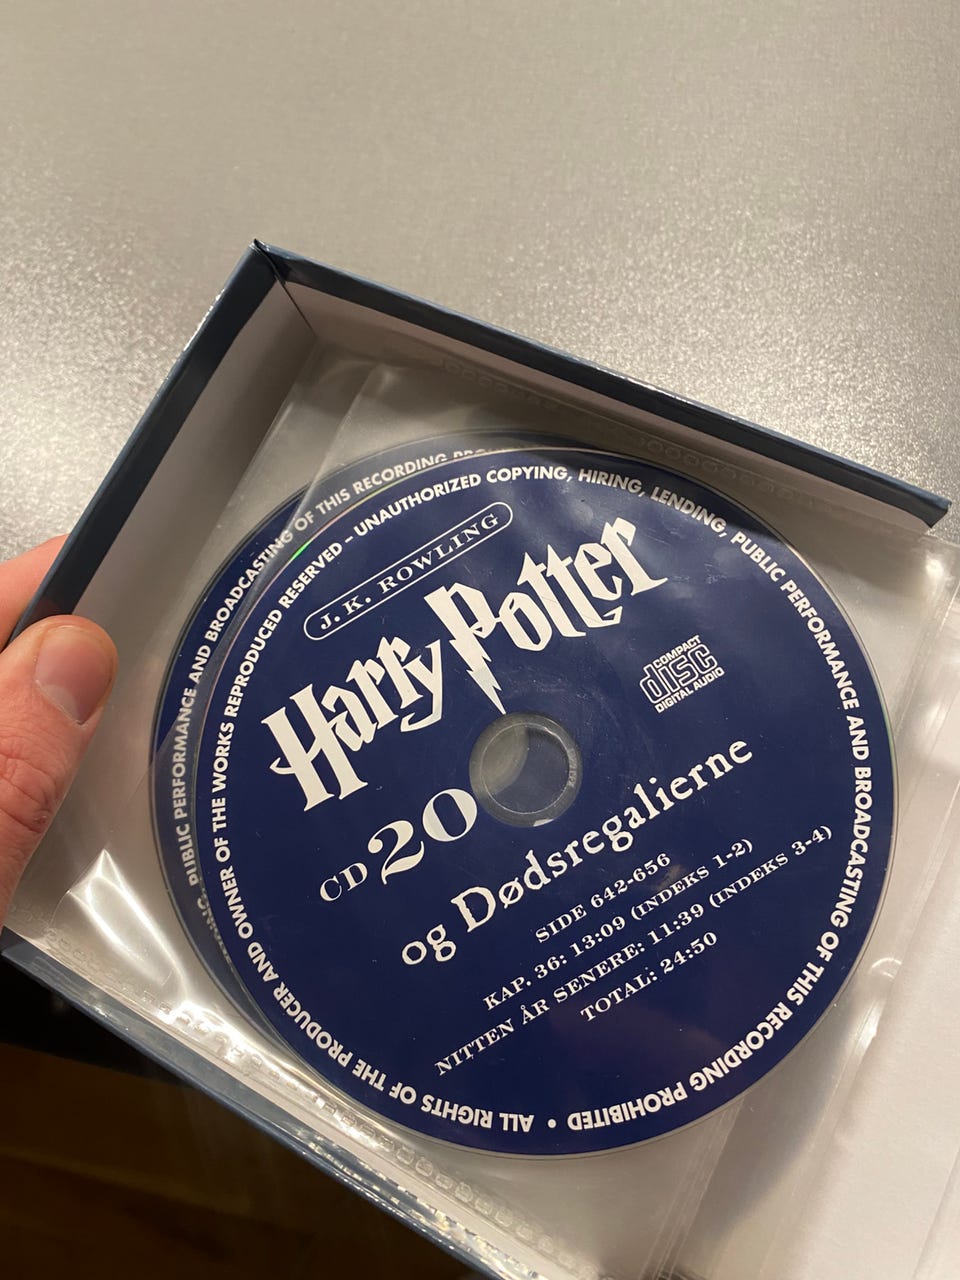 J. K. ROWLING
Harry Potter
COMPACT
disc
DIGITAL AUDIO
CD 20
og Dødsregalierne
SIDE 642-656
KAP. 36: 13:09 (INDEKS 1-2)
NITTEN ÅR SENERE: 11:39 (INDEKS 3-4)
TOTAL: 24:50
ALL RIGHTS OF THE PRODUCER AND OWNER OF THE WORKS REPRODUCED RESERVED – UNAUTHORIZED COPYING, HIRING, LENDING, PUBLIC PERFORMANCE AND BROADCASTING OF THIS RECORDING PROHIBITED •
PUBLIC PERFORMANCE AND BROADCASTING OF THIS RECORDING